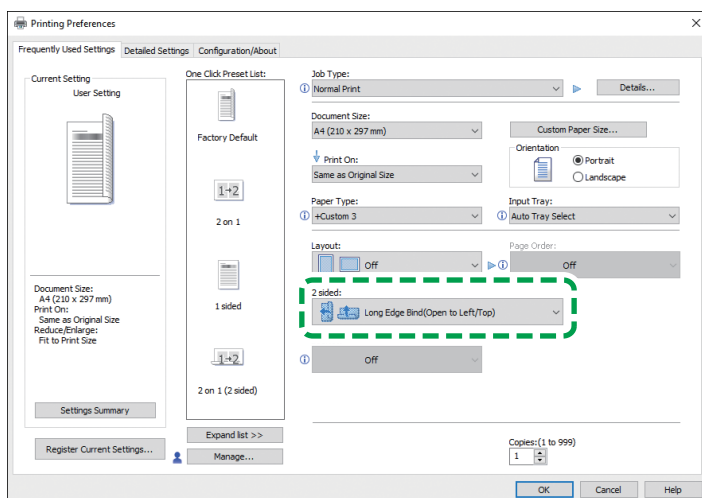 Printing Preferences
Frequently Used Settings Detailed Settings Configuration/About
Current Setting
User Setting
Document Size:
A4 (210 x 297 mm)
Print On:
Same as Original Size
Reduce/Enlarge:
Fit to Print Size
Settings Summary
Register Current Settings...
One Click Preset List:
Factory Default
1→2
2 on 1
1 sided
1→2
2 on 1 (2 sided)
Expand list >>
Manage...
Job Type:
Normal Print
Details...
Document Size:
A4 (210 x 297 mm)
Custom Paper Size...
Print On:
Same as Original Size
Orientation
Portrait
Landscape
Paper Type:
+Custom 3
Input Tray:
Auto Tray Select
Layout:
Off
Page Order:
Off
2 sided:
Long Edge Bind(Open to Left/Top)
Off
Copies:(1 to 999)
1
OK Cancel Help